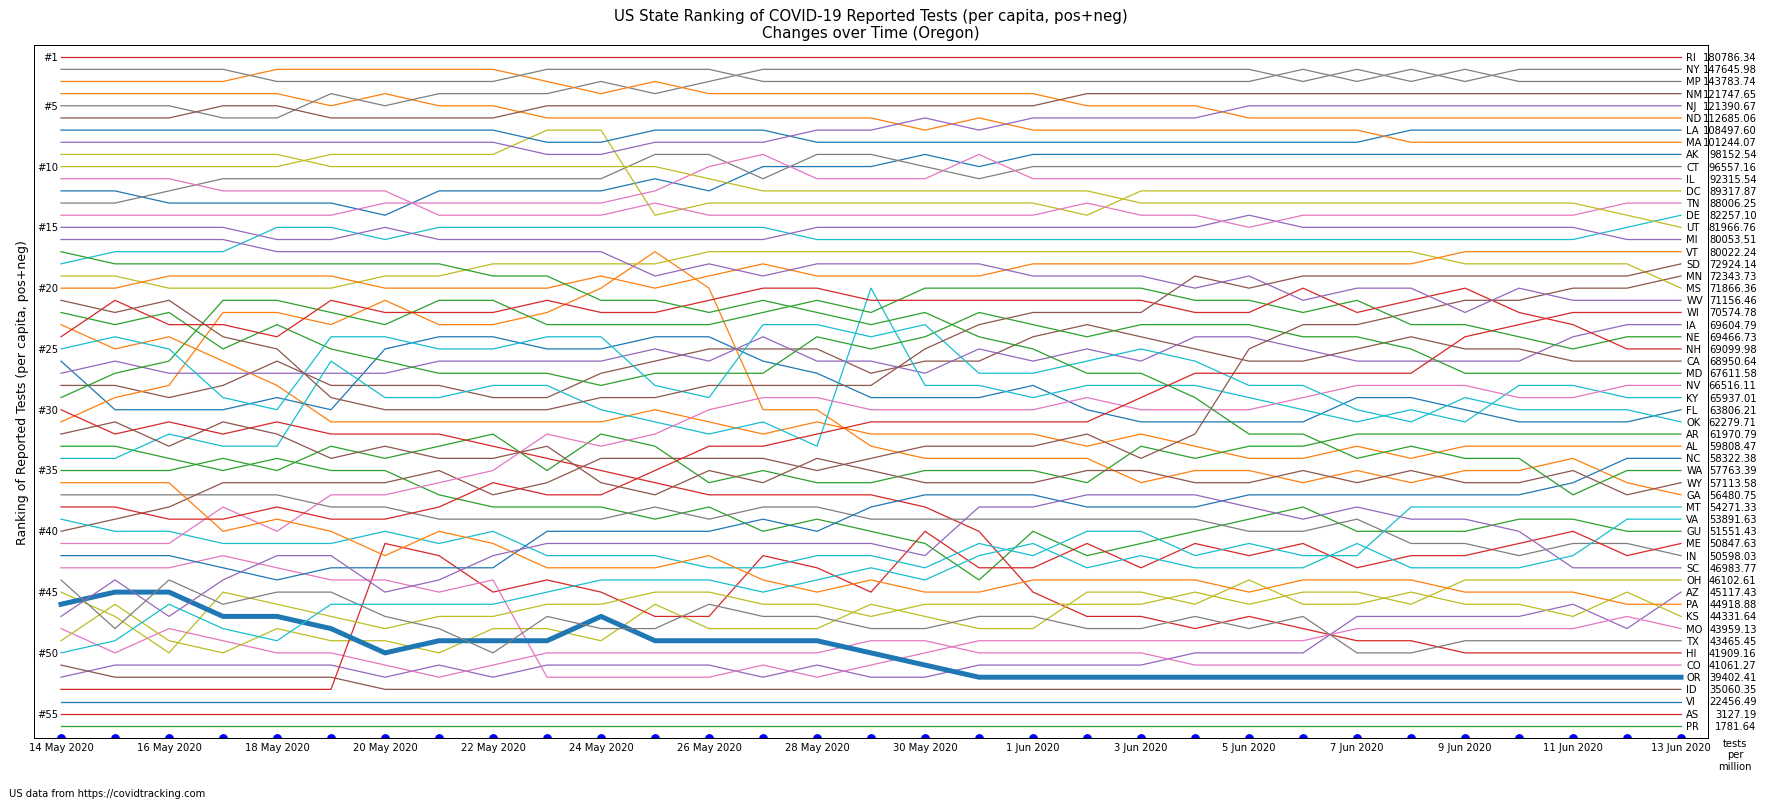 US State Ranking of COVID-19 Reported Tests (per capita, pos+neg)
Changes over Time (Oregon)
Ranking of Reported Tests (per capita, pos+neg)
#1
#5
#10
#15
#20
#25
#30
#35
#40
#45
#50
#55
RI 180786.34
NY 147645.98
MP 143783.74
NM 121747.65
NJ 121390.67
ND 112685.06
LA 108497.60
MA 101244.07
AK 98152.54
CT 96557.16
IL 92315.54
DC 89317.87
TN 88006.25
DE 82257.10
UT 81966.76
MI 80053.51
VT 80022.24
SD 72924.14
MN 72343.73
MS 71866.36
WV 71156.46
WI 70574.78
IA 69604.79
NE 69466.73
NH 69099.98
CA 68950.64
MD 67611.58
NV 66516.11
KY 65937.01
FL 63806.21
OK 62279.71
AR 61970.79
AL 59808.47
NC 58322.38
WA 57763.39
WY 57113.58
GA 56480.75
MT 54271.33
VA 53891.63
GU 51551.43
ME 50847.63
IN 50598.03
SC 46983.77
OH 46102.61
AZ 45117.43
PA 44918.88
KS 44331.64
MO 43959.13
TX 43465.45
HI 41909.16
CO 41061.27
OR 39402.41
ID 35060.35
VI 22456.49
AS 3127.19
PR 1781.64
14 May 2020 16 May 2020 18 May 2020 20 May 2020 22 May 2020 24 May 2020 26 May 2020 28 May 2020 30 May 2020 1 Jun 2020 3 Jun 2020 5 Jun 2020 7 Jun 2020 9 Jun 2020 11 Jun 2020 13 Jun 2020
tests
per
million
US data from https://covidtracking.com